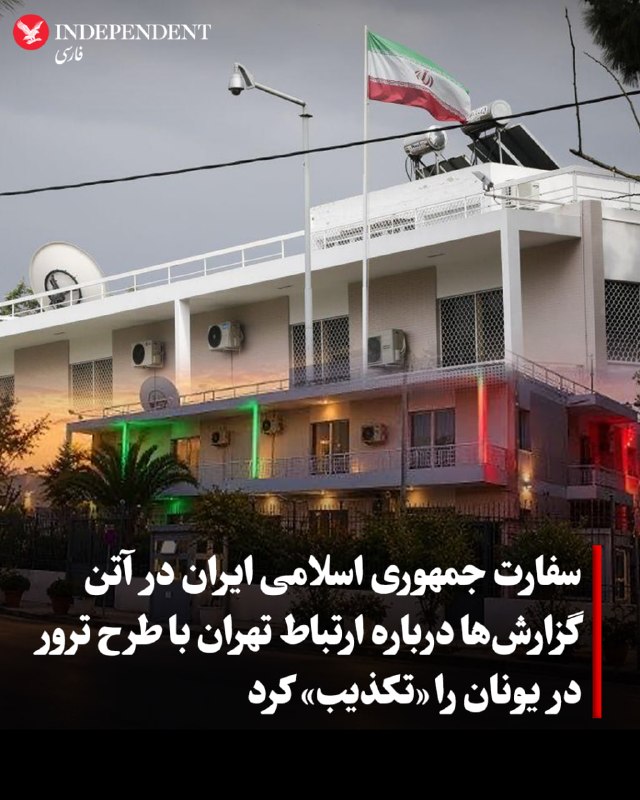 INDEPENDENT
فارسی
سفارت جمهوری اسلامی ایران در آتن
گزارش‌ها درباره ارتباط تهران با طرح ترور
در یونان را «تکذیب» کرد